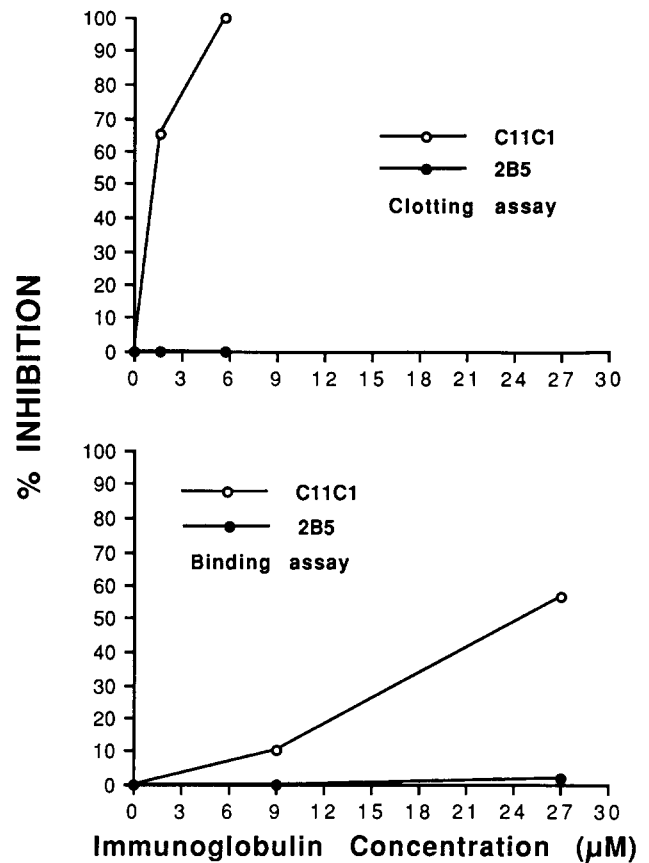 % INHIBITION
100
90
80
70
60
50
40
30
20
10
0
0 3 6 9 12 15 18 21 24 27 30
C11C1
2B5
Clotting assay
100
90
80
70
60
50
40
30
20
10
0
0 3 6 9 12 15 18 21 24 27 30
C11C1
2B5
Binding assay
Immunoglobulin Concentration (µM)